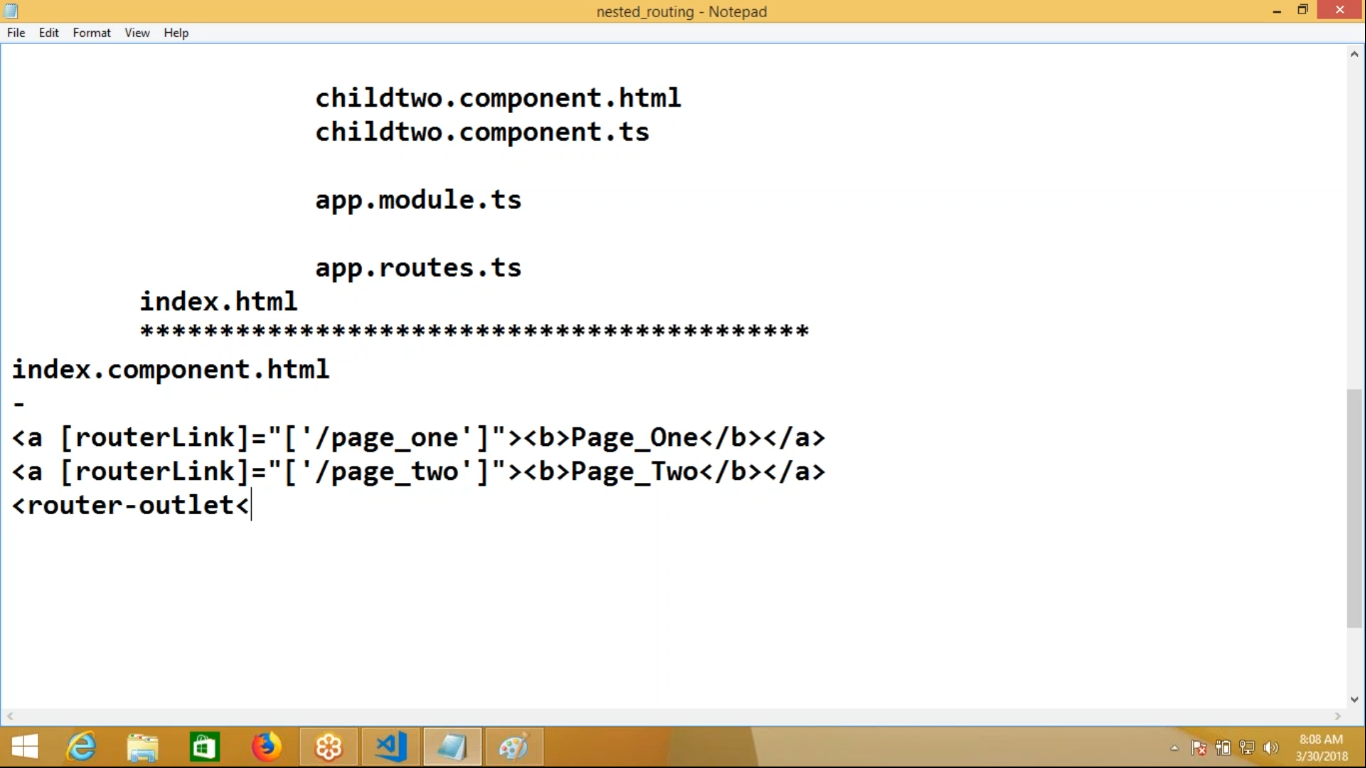 nested_routing - Notepad
File Edit Format View Help
childtwo.component.html
childtwo.component.ts
app.module.ts
app.routes.ts
index.html
******************************************
index.component.html
-
<a [routerLink]="['/page_one']"><b>Page_One</b></a>
<a [routerLink]="['/page_two']"><b>Page_Two</b></a>
<router-outlet<
8:08 AM
3/30/2018